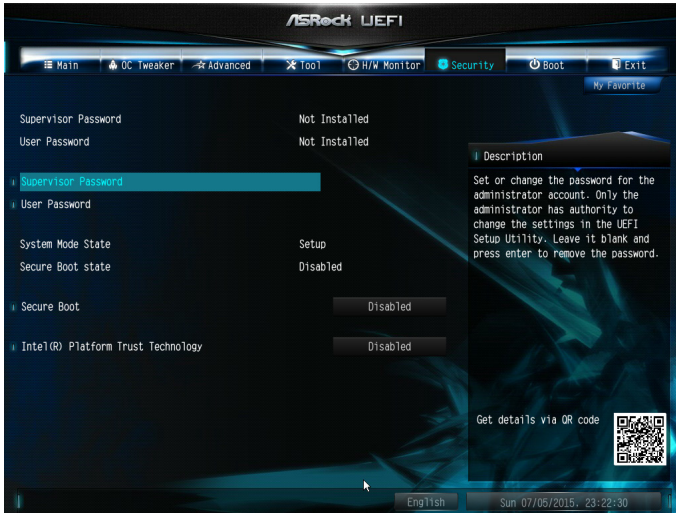 ASRock UEFI
Main OC Tweaker Advanced Tool H/W Monitor Security Boot Exit
My Favorite
Supervisor Password Not Installed
User Password Not Installed
Supervisor Password
User Password
System Mode State Setup
Secure Boot state Disabled
Secure Boot Disabled
Intel(R) Platform Trust Technology Disabled
Description
Set or change the password for the
administrator account. Only the
administrator has authority to
change the settings in the UEFI
Setup Utility. Leave it blank and
press enter to remove the password.
Get details via QR code
English Sun 07/05/2015. 23:22:30